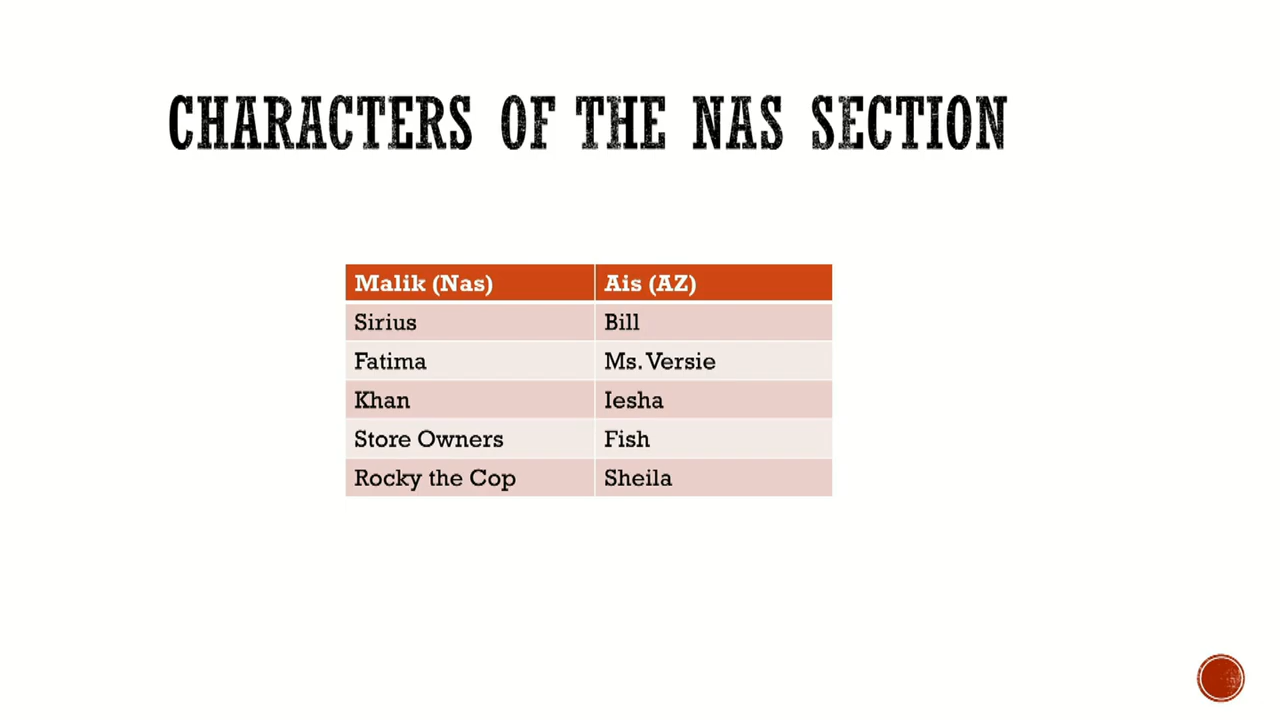 CHARACTERS OF THE NAS SECTION
Malik (Nas) Ais (AZ)
Sirius Bill
Fatima Ms. Versie
Khan Iesha
Store Owners Fish
Rocky the Cop Sheila